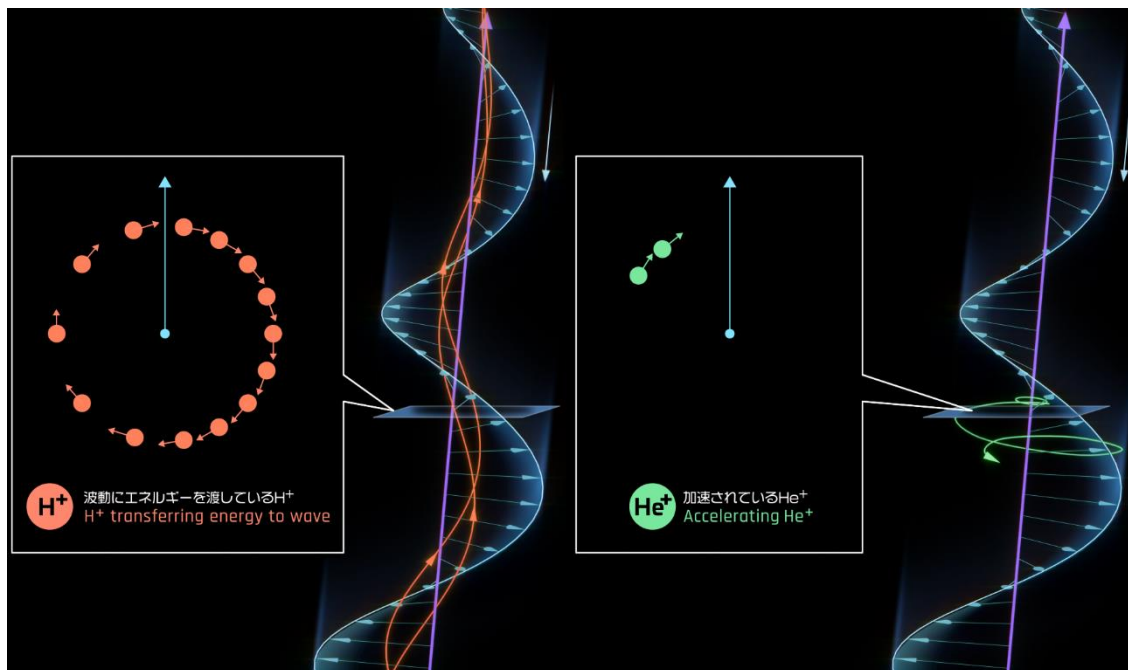 H⁺
波動にエネルギーを渡しているH⁺
H⁺ transferring energy to wave
He⁺
加速されているHe⁺
Accelerating He⁺